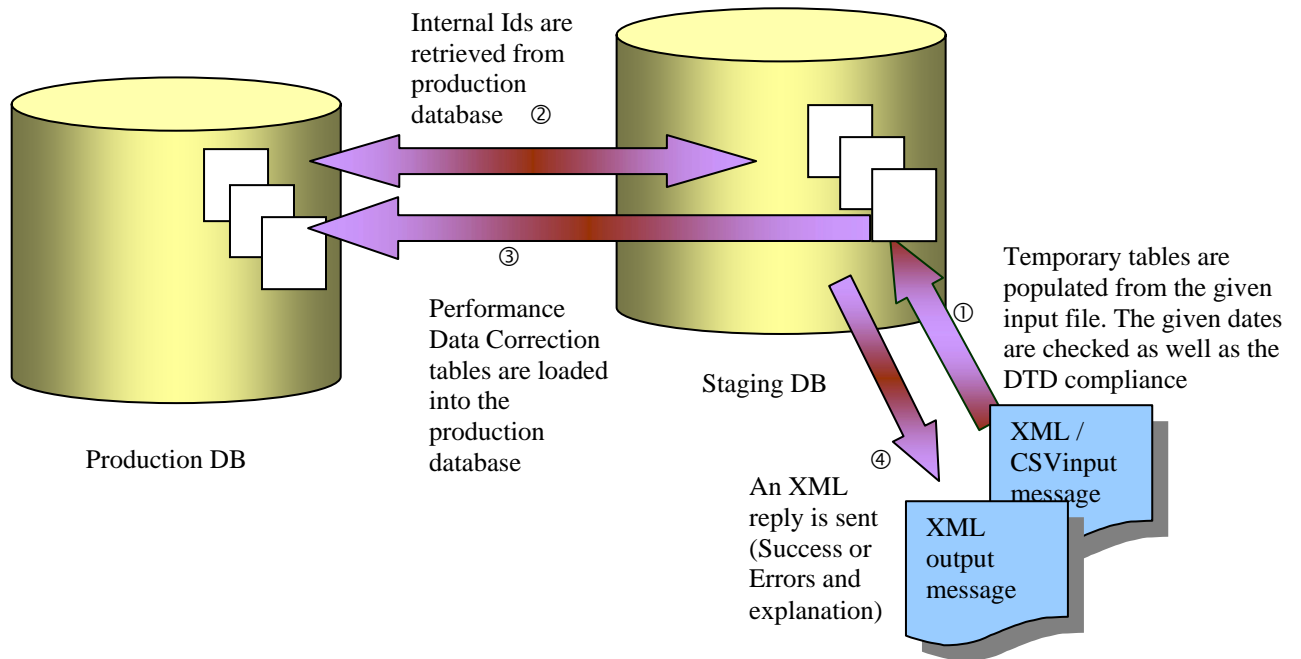 Internal Ids are
retrieved from
production
database ②
③
Performance
Data Correction
tables are loaded
into the
production
database
Production DB
Staging DB
①
Temporary tables are
populated from the given
input file. The given dates
are checked as well as the
DTD compliance
XML /
CSVinput
message
④
An XML
reply is sent
(Success or
Errors and
explanation)
XML
output
message